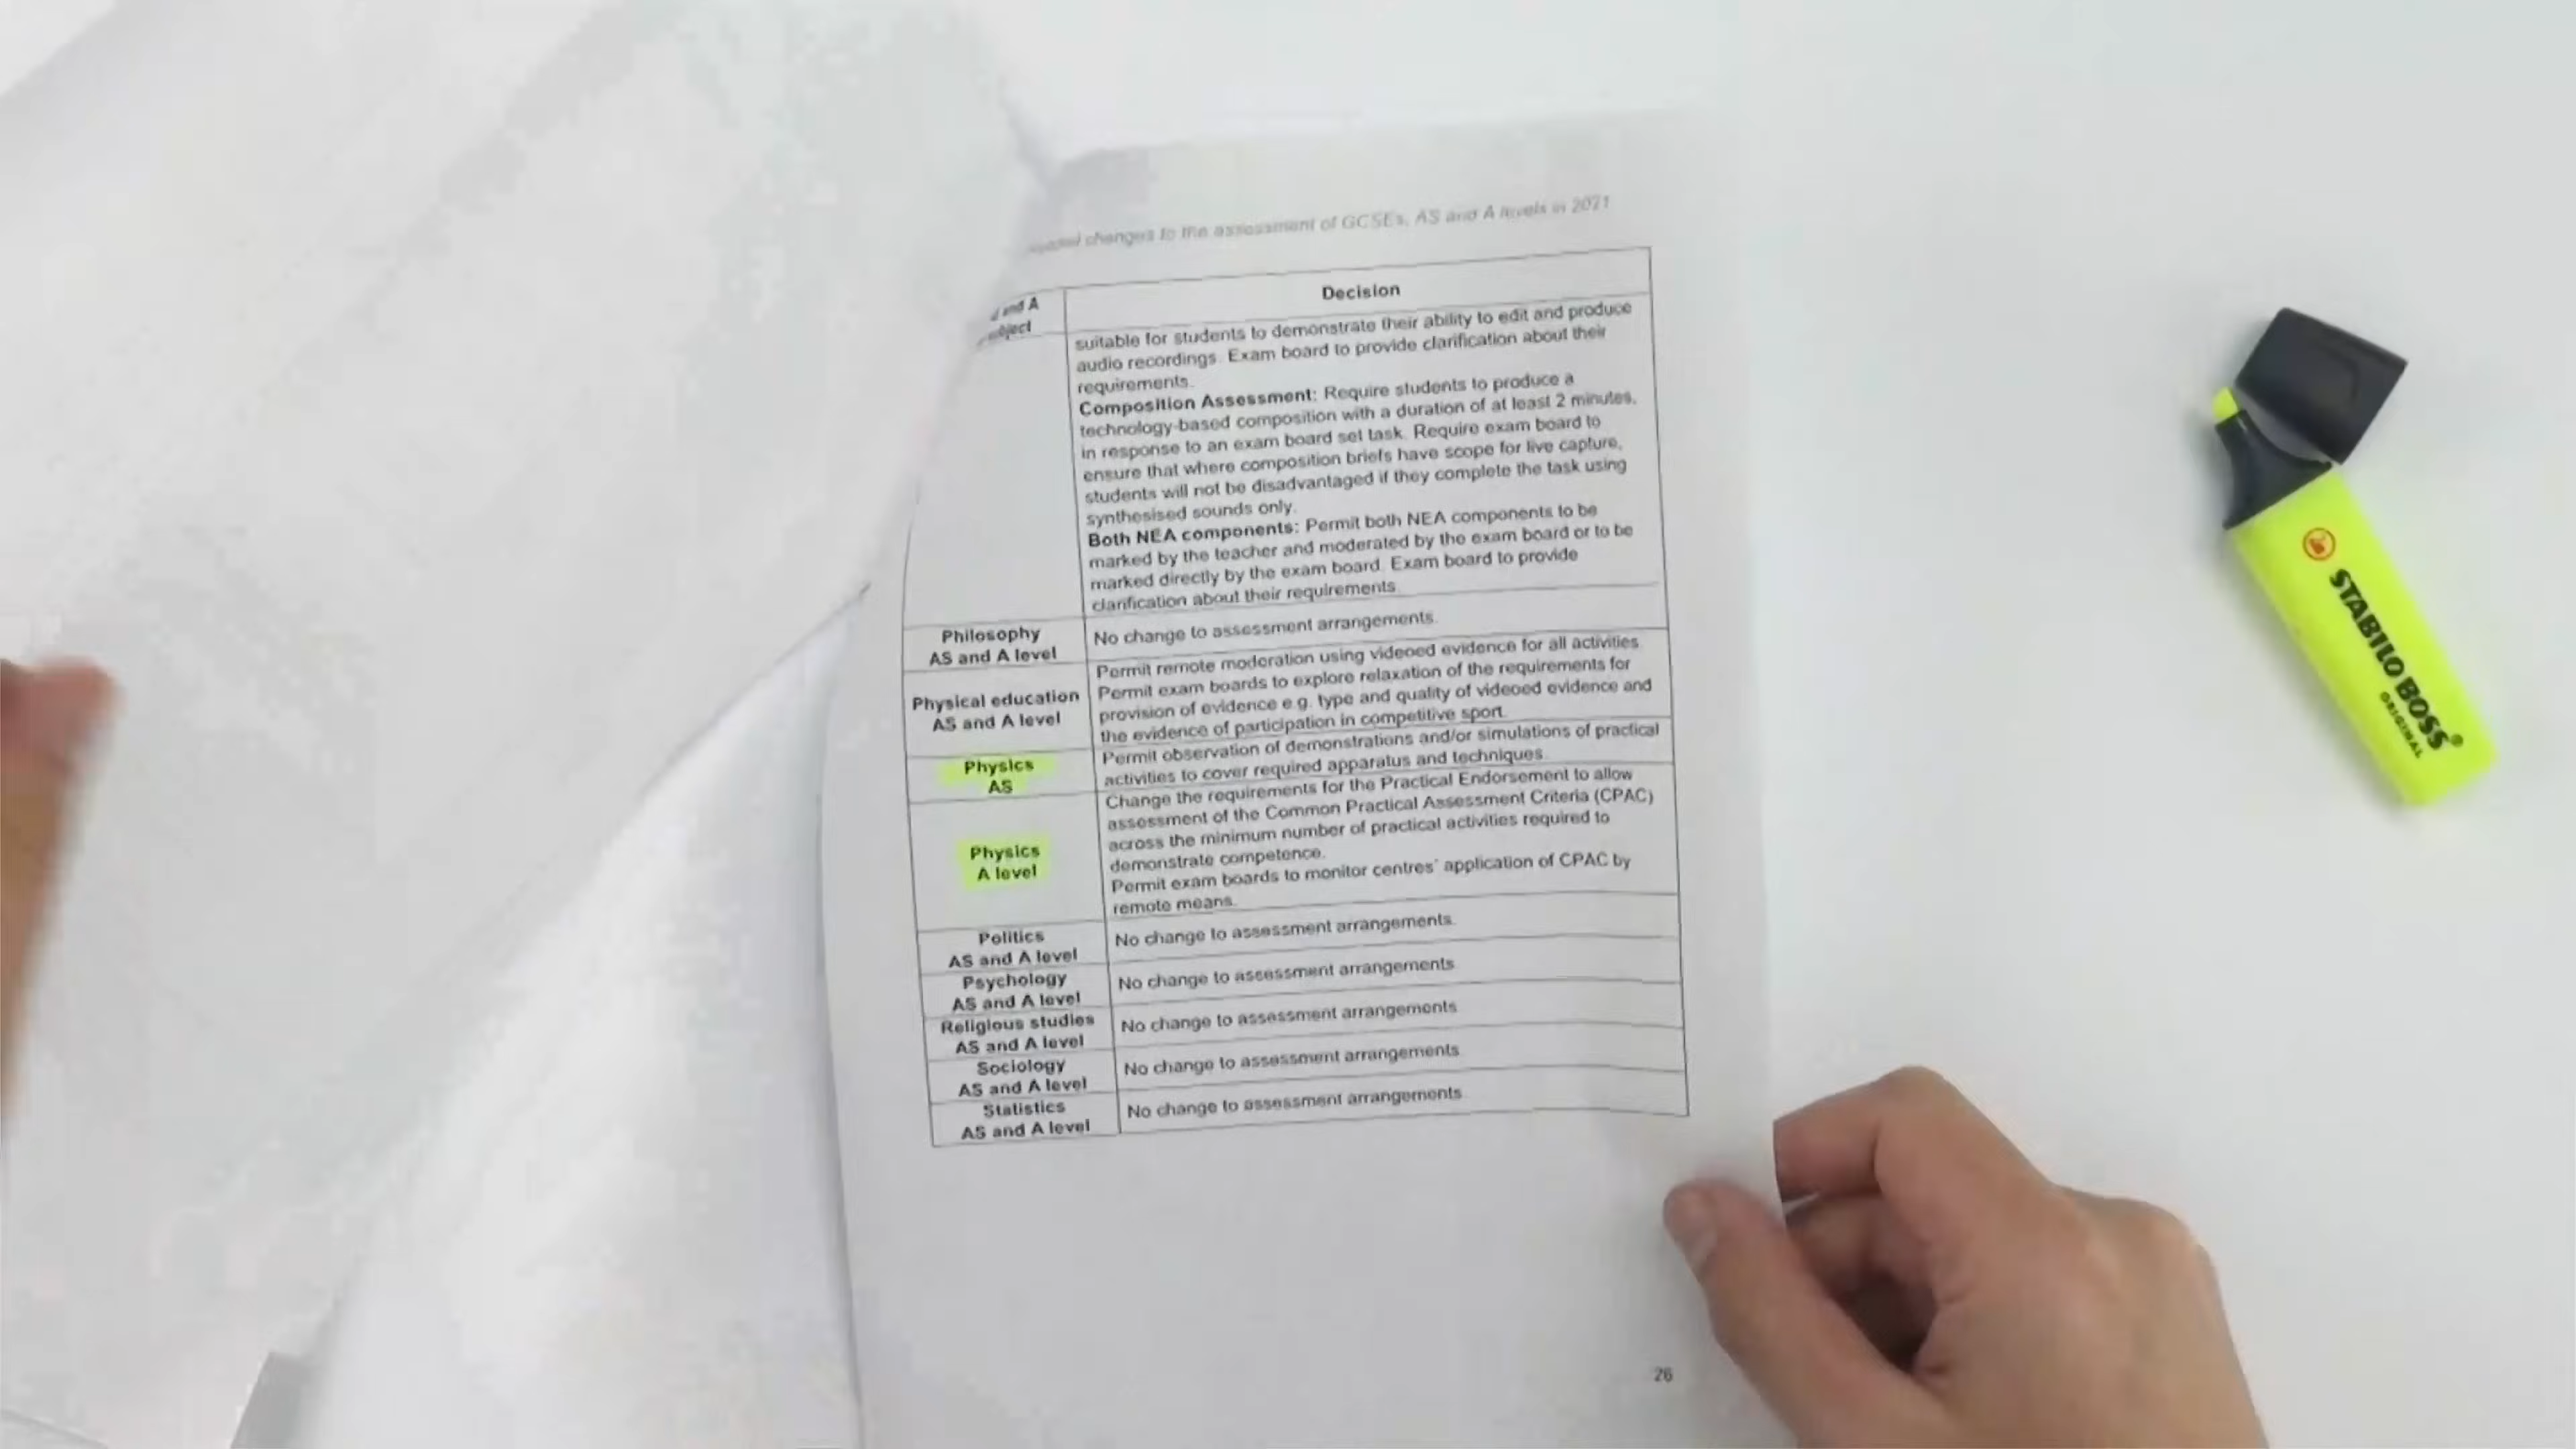 changes to the assessment of GCSEs, AS and A levels in 2021
and A
Decision
suitable for students to demonstrate their ability to edit and produce
audio recordings. Exam board to provide clarification about their
requirements.
Composition Assessment: Require students to produce a
technology-based composition with a duration of at least 2 minutes,
in response to an exam board set task. Require exam board to
ensure that where composition briefs have scope for live capture,
students will not be disadvantaged if they complete the task using
synthesised sounds only.
Both NEA components: Permit both NEA components to be
marked by the teacher and moderated by the exam board or to be
marked directly by the exam board. Exam board to provide
clarification about their requirements.
Philosophy
AS and A level
No change to assessment arrangements.
Physical education
AS and A level
Permit remote moderation using videoed evidence for all activities.
Permit exam boards to explore relaxation of the requirements for
provision of evidence e.g. type and quality of videoed evidence and
the evidence of participation in competitive sport.
Physics
AS
Permit observation of demonstrations and/or simulations of practical
activities to cover required apparatus and techniques.
Physics
A level
Change the requirements for the Practical Endorsement to allow
assessment of the Common Practical Assessment Criteria (CPAC)
across the minimum number of practical activities required to
demonstrate competence.
Permit exam boards to monitor centres' application of CPAC by
remote means.
Politics
AS and A level
No change to assessment arrangements.
Psychology
AS and A level
No change to assessment arrangements.
Religious studies
AS and A level
No change to assessment arrangements
Sociology
AS and A level
No change to assessment arrangements
Statistics
AS and A level
No change to assessment arrangements
26
STABILO BOSS®
ORIGINAL